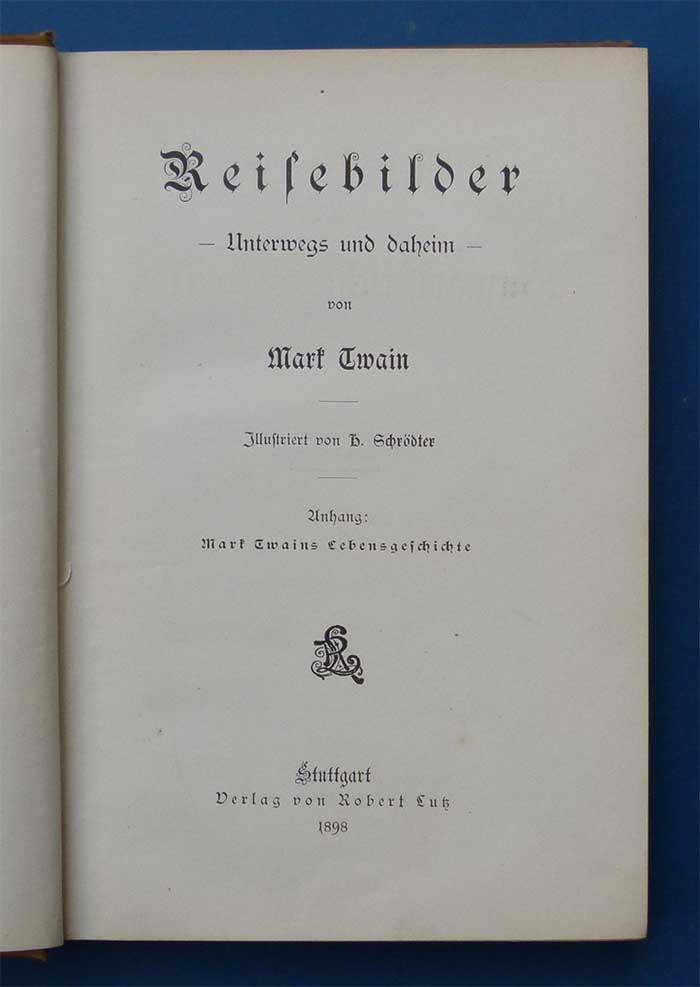 Reiſebilder
— Unterwegs und daheim —
von
Mark Twain
Illuſtriert von H. Schrödter
Anhang:
Mark Twains Lebensgeſchichte
Stuttgart
Verlag von Robert Lutz
1898